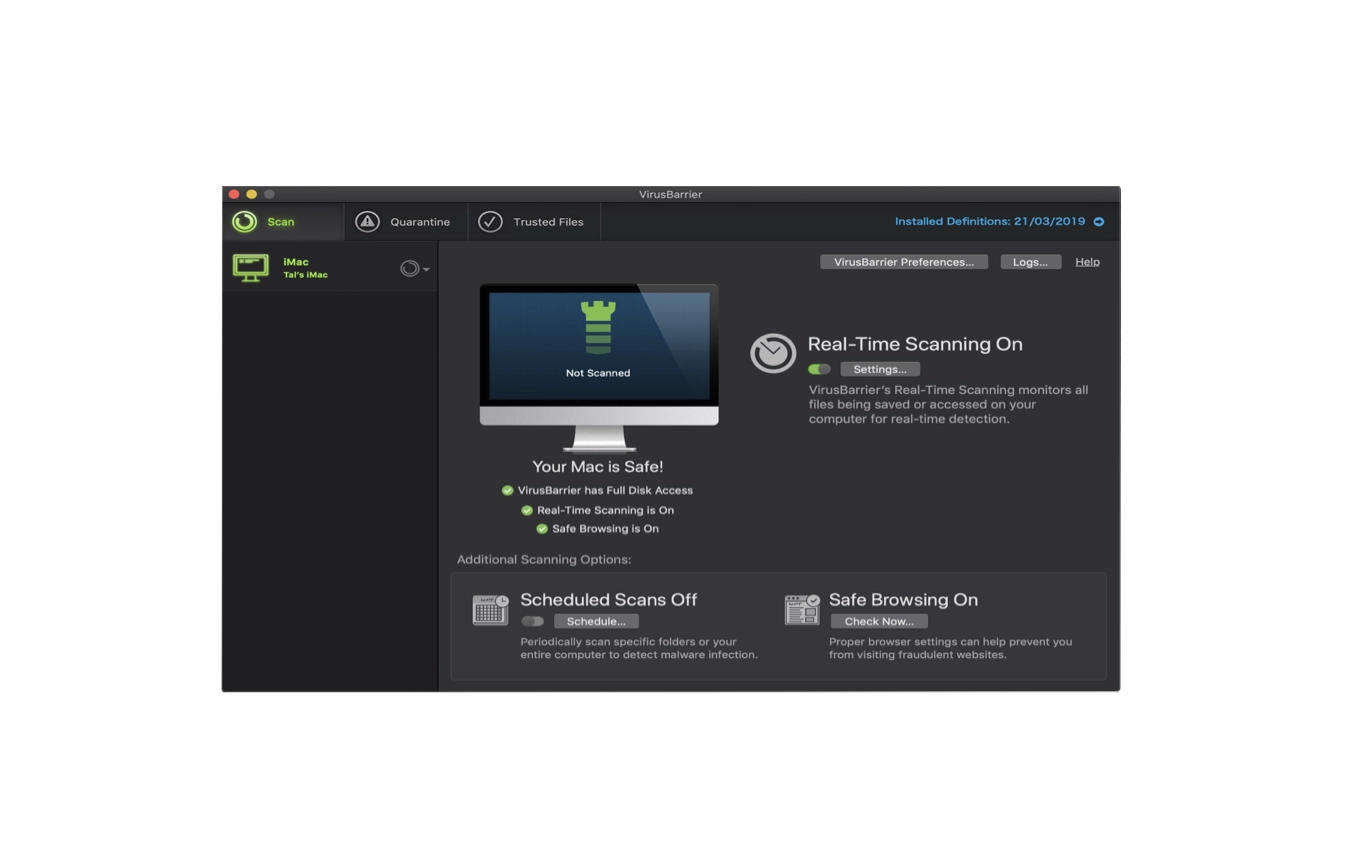 VirusBarrier
Scan
Quarantine
Trusted Files
Installed Definitions: 21/03/2019
iMac
Tal's iMac
VirusBarrier Preferences...
Logs...
Help
Not Scanned
Real-Time Scanning On
Settings...
VirusBarrier's Real-Time Scanning monitors all
files being saved or accessed on your
computer for real-time detection.
Your Mac is Safe!
VirusBarrier has Full Disk Access
Real-Time Scanning is On
Safe Browsing is On
Additional Scanning Options:
Scheduled Scans Off
Schedule...
Periodically scan specific folders or your
entire computer to detect malware infection.
Safe Browsing On
Check Now...
Proper browser settings can help prevent you
from visiting fraudulent websites.